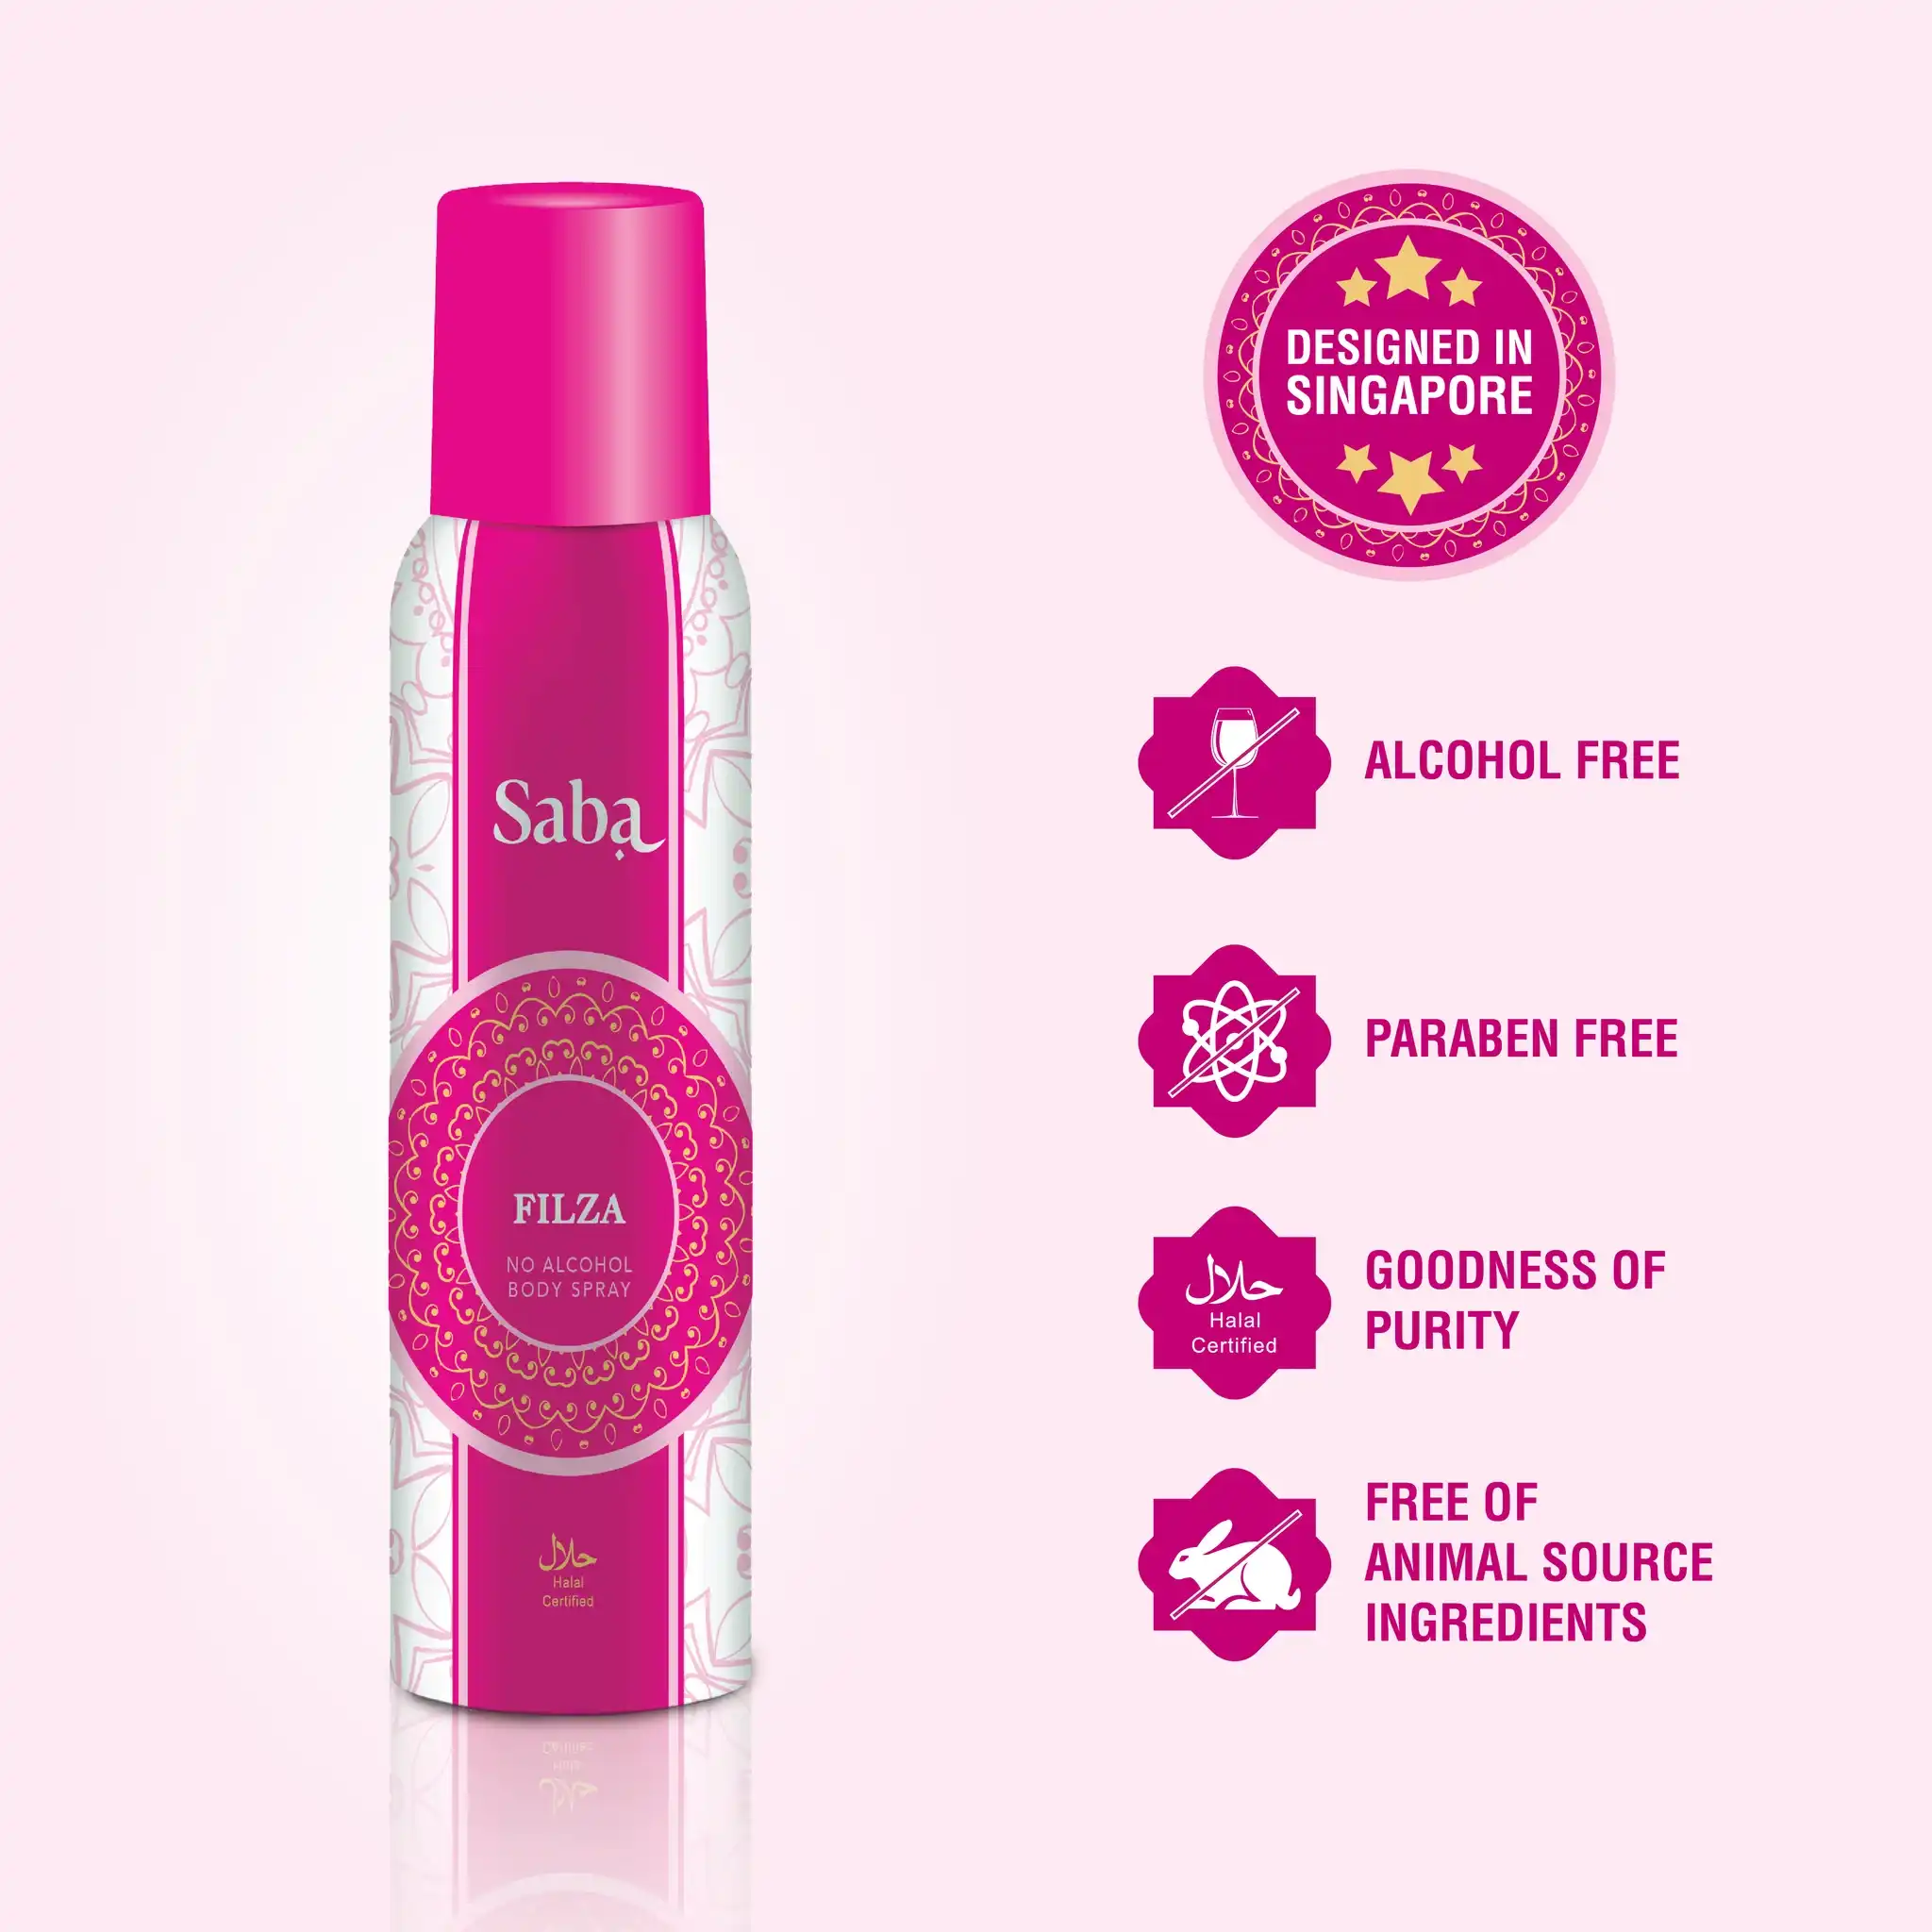 Saba
FILZA
NO ALCOHOL
BODY SPRAY
حلال
Halal
Certified
DESIGNED IN
SINGAPORE
ALCOHOL FREE
PARABEN FREE
حلال
Halal
Certified
GOODNESS OF
PURITY
FREE OF
ANIMAL SOURCE
INGREDIENTS